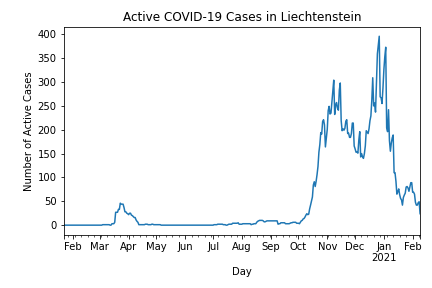 Active COVID-19 Cases in Liechtenstein
Number of Active Cases
400
350
300
250
200
150
100
50
0
Feb Mar Apr May Jun Jul Aug Sep Oct Nov Dec Jan Feb
2021
Day